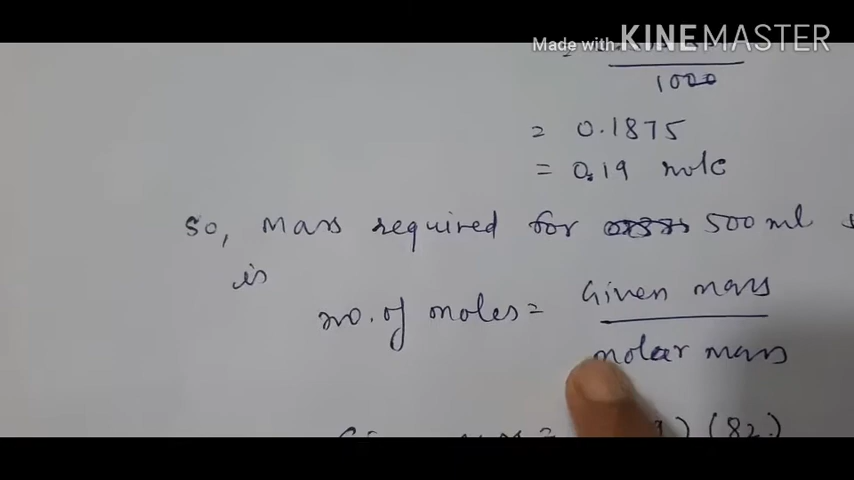 Made with KINEMASTER
1000
= 0.1875
= 0.19 mole
So, Mass required for 500 ml
is
no. of moles = Given mass
molar mass
(82)